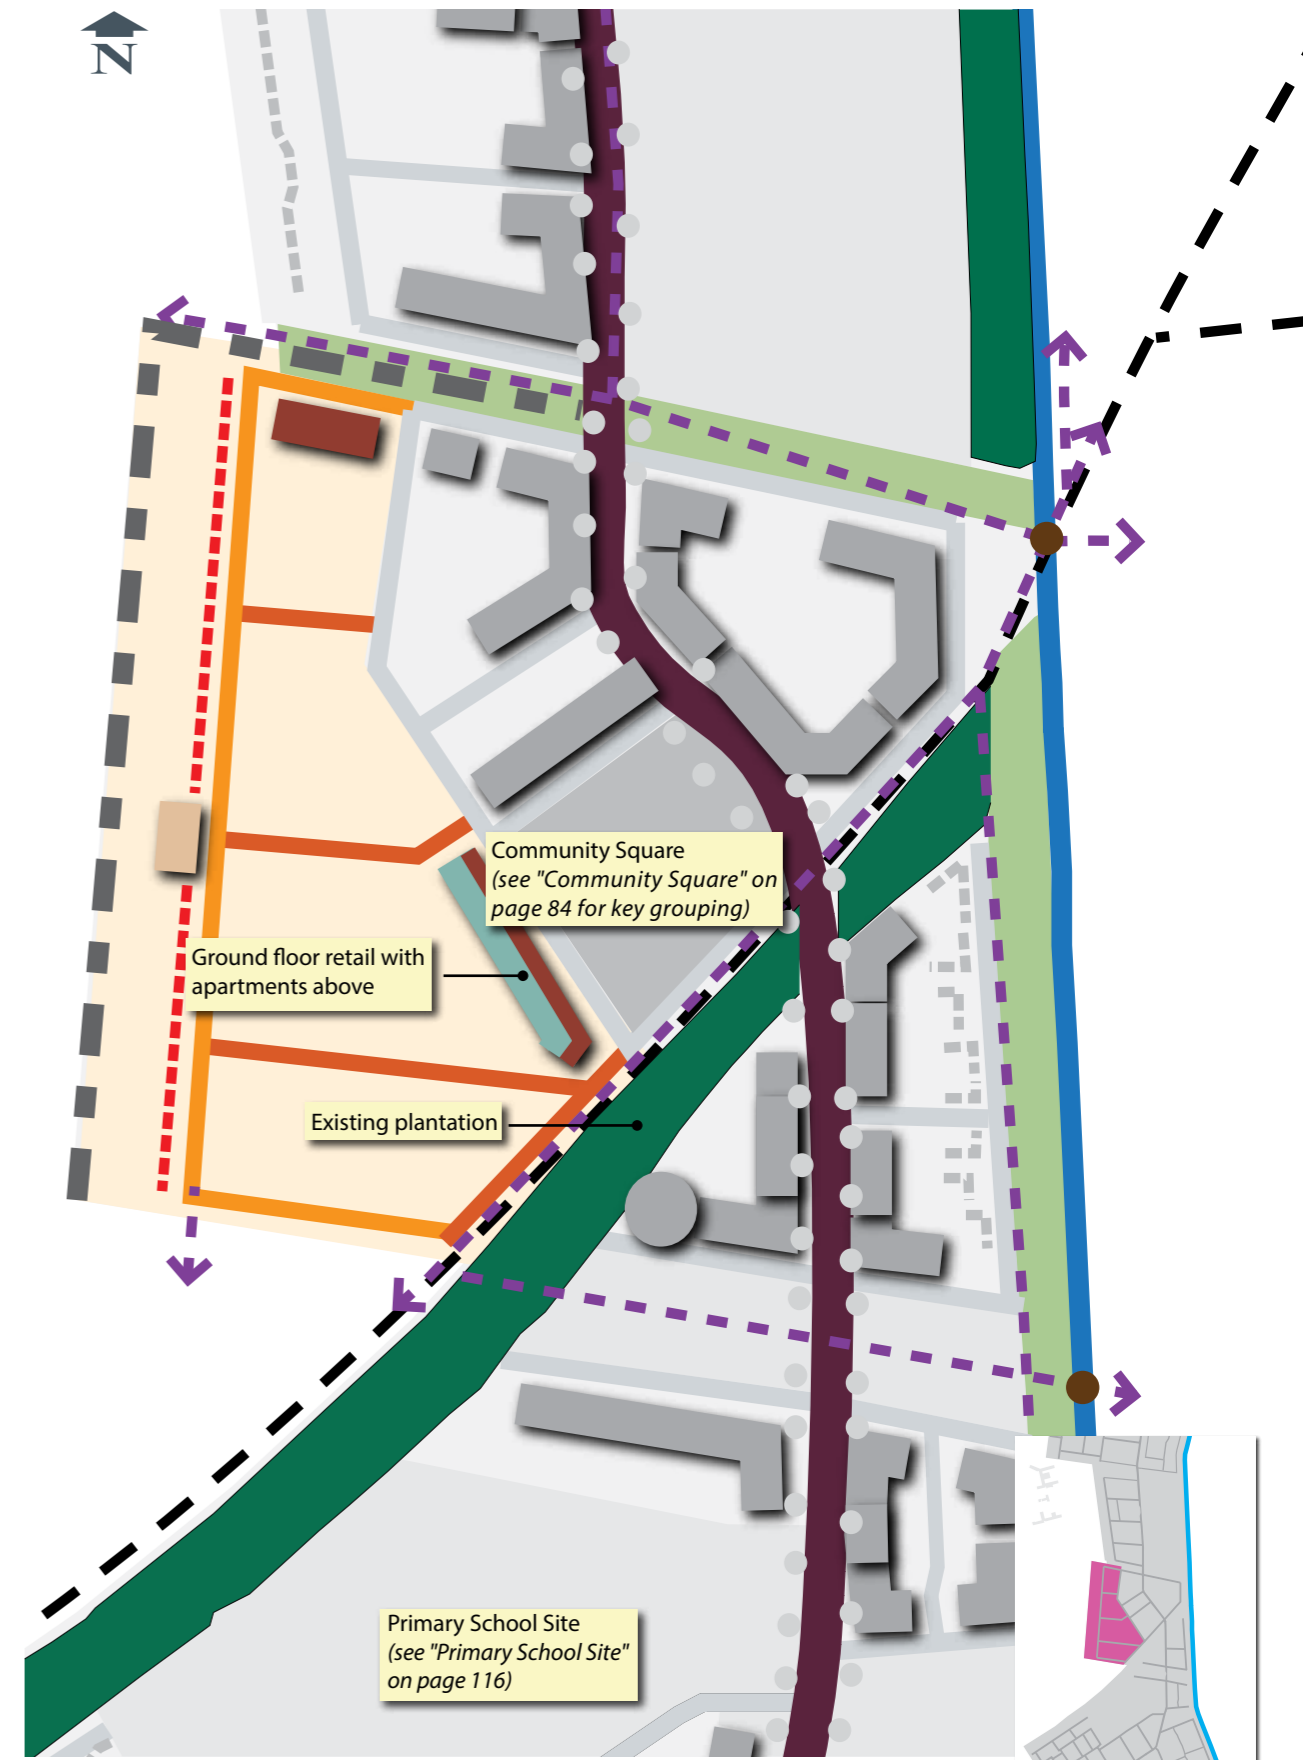 N
Community Square
(see "Community Square" on
page 84 for key grouping)
Ground floor retail with
apartments above
Existing plantation
Primary School Site
(see "Primary School Site"
on page 116)